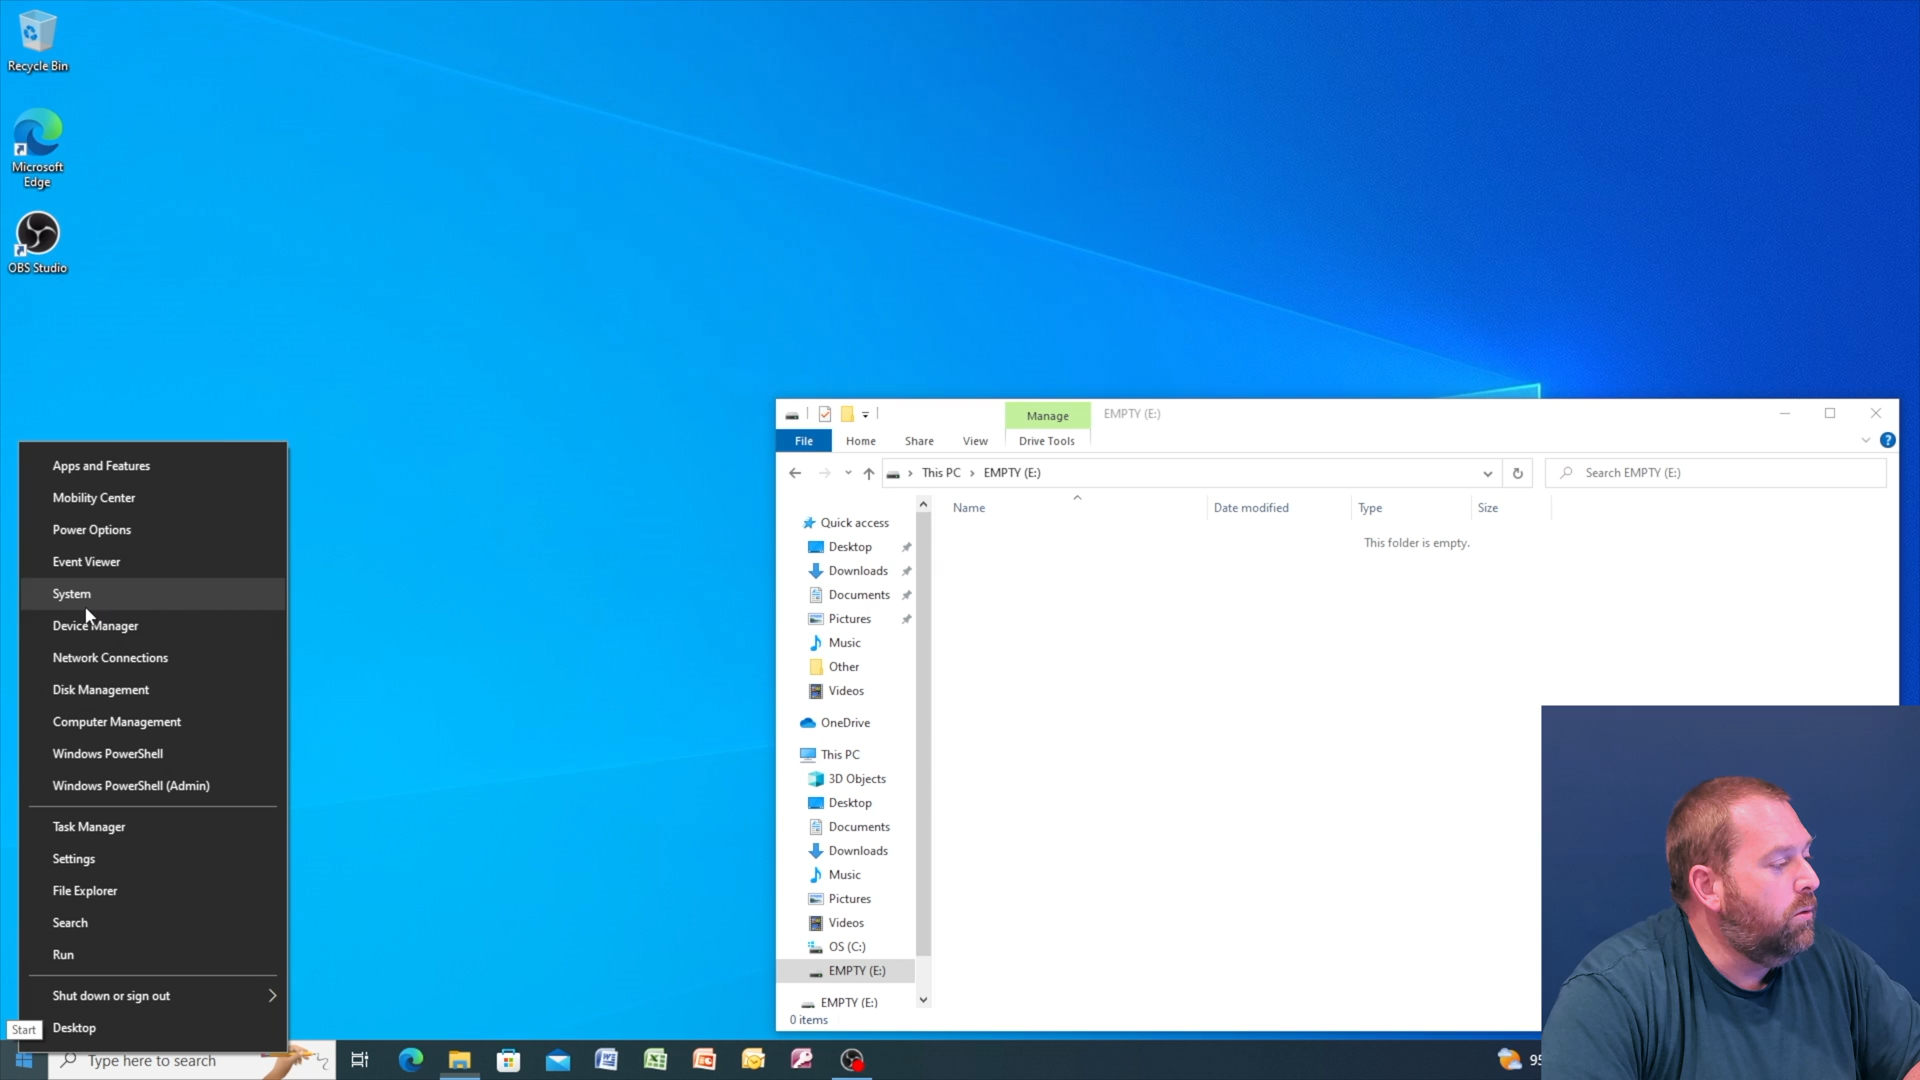 Recycle Bin
Microsoft
Edge
OBS Studio
Apps and Features
Mobility Center
Power Options
Event Viewer
System
Device Manager
Network Connections
Disk Management
Computer Management
Windows PowerShell
Windows PowerShell (Admin)
Task Manager
Settings
File Explorer
Search
Run
Shut down or sign out
Desktop
Start
Type here to search
Manage
EMPTY (E:)
File
Home
Share
View
Drive Tools
This PC
EMPTY (E:)
Search EMPTY (E:)
Name
Date modified
Type
Size
This folder is empty.
Quick access
Desktop
Downloads
Documents
Pictures
Music
Other
Videos
OneDrive
This PC
3D Objects
Desktop
Documents
Downloads
Music
Pictures
Videos
OS (C:)
EMPTY (E:)
EMPTY (E:)
0 items